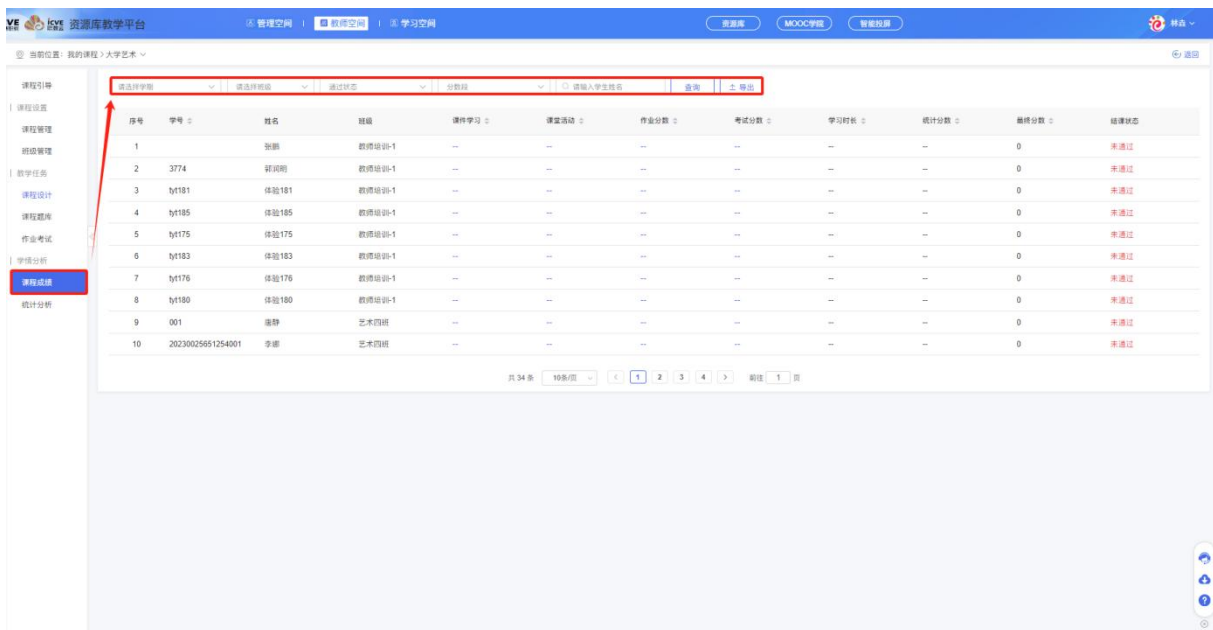 icve 资源库教学平台 管理空间 教师空间 学习空间 资源库 MOOC学院 智能投屏
当前位置：我的课程 > 大学艺术 返回
课程引导
课程设置
课程管理
班级管理
教学任务
课程设计
课程题库
作业考试
学情分析
课程成绩
统计分析
请选择学期 请选择班级 通过状态 分数段 请输入学生姓名 查询 导出
序号 学号 姓名 班级 课件学习 课堂活动 作业分数 考试分数 学习时长 统计分数 最终分数 结课状态
1 张鹏 教师培训-1 -- -- -- -- -- -- 0 未通过
2 3774 郭润明 教师培训-1 -- -- -- -- -- -- 0 未通过
3 tyt181 体验181 教师培训-1 -- -- -- -- -- -- 0 未通过
4 tyt185 体验185 教师培训-1 -- -- -- -- -- -- 0 未通过
5 tyt175 体验175 教师培训-1 -- -- -- -- -- -- 0 未通过
6 tyt183 体验183 教师培训-1 -- -- -- -- -- -- 0 未通过
7 tyt176 体验176 教师培训-1 -- -- -- -- -- -- 0 未通过
8 tyt180 体验180 教师培训-1 -- -- -- -- -- -- 0 未通过
9 001 唐静 艺术四班 -- -- -- -- -- -- 0 未通过
10 20230025651254001 李娜 艺术四班 -- -- -- -- -- -- 0 未通过
共 34 条 10条/页 < 1 2 3 4 > 前往 1 页